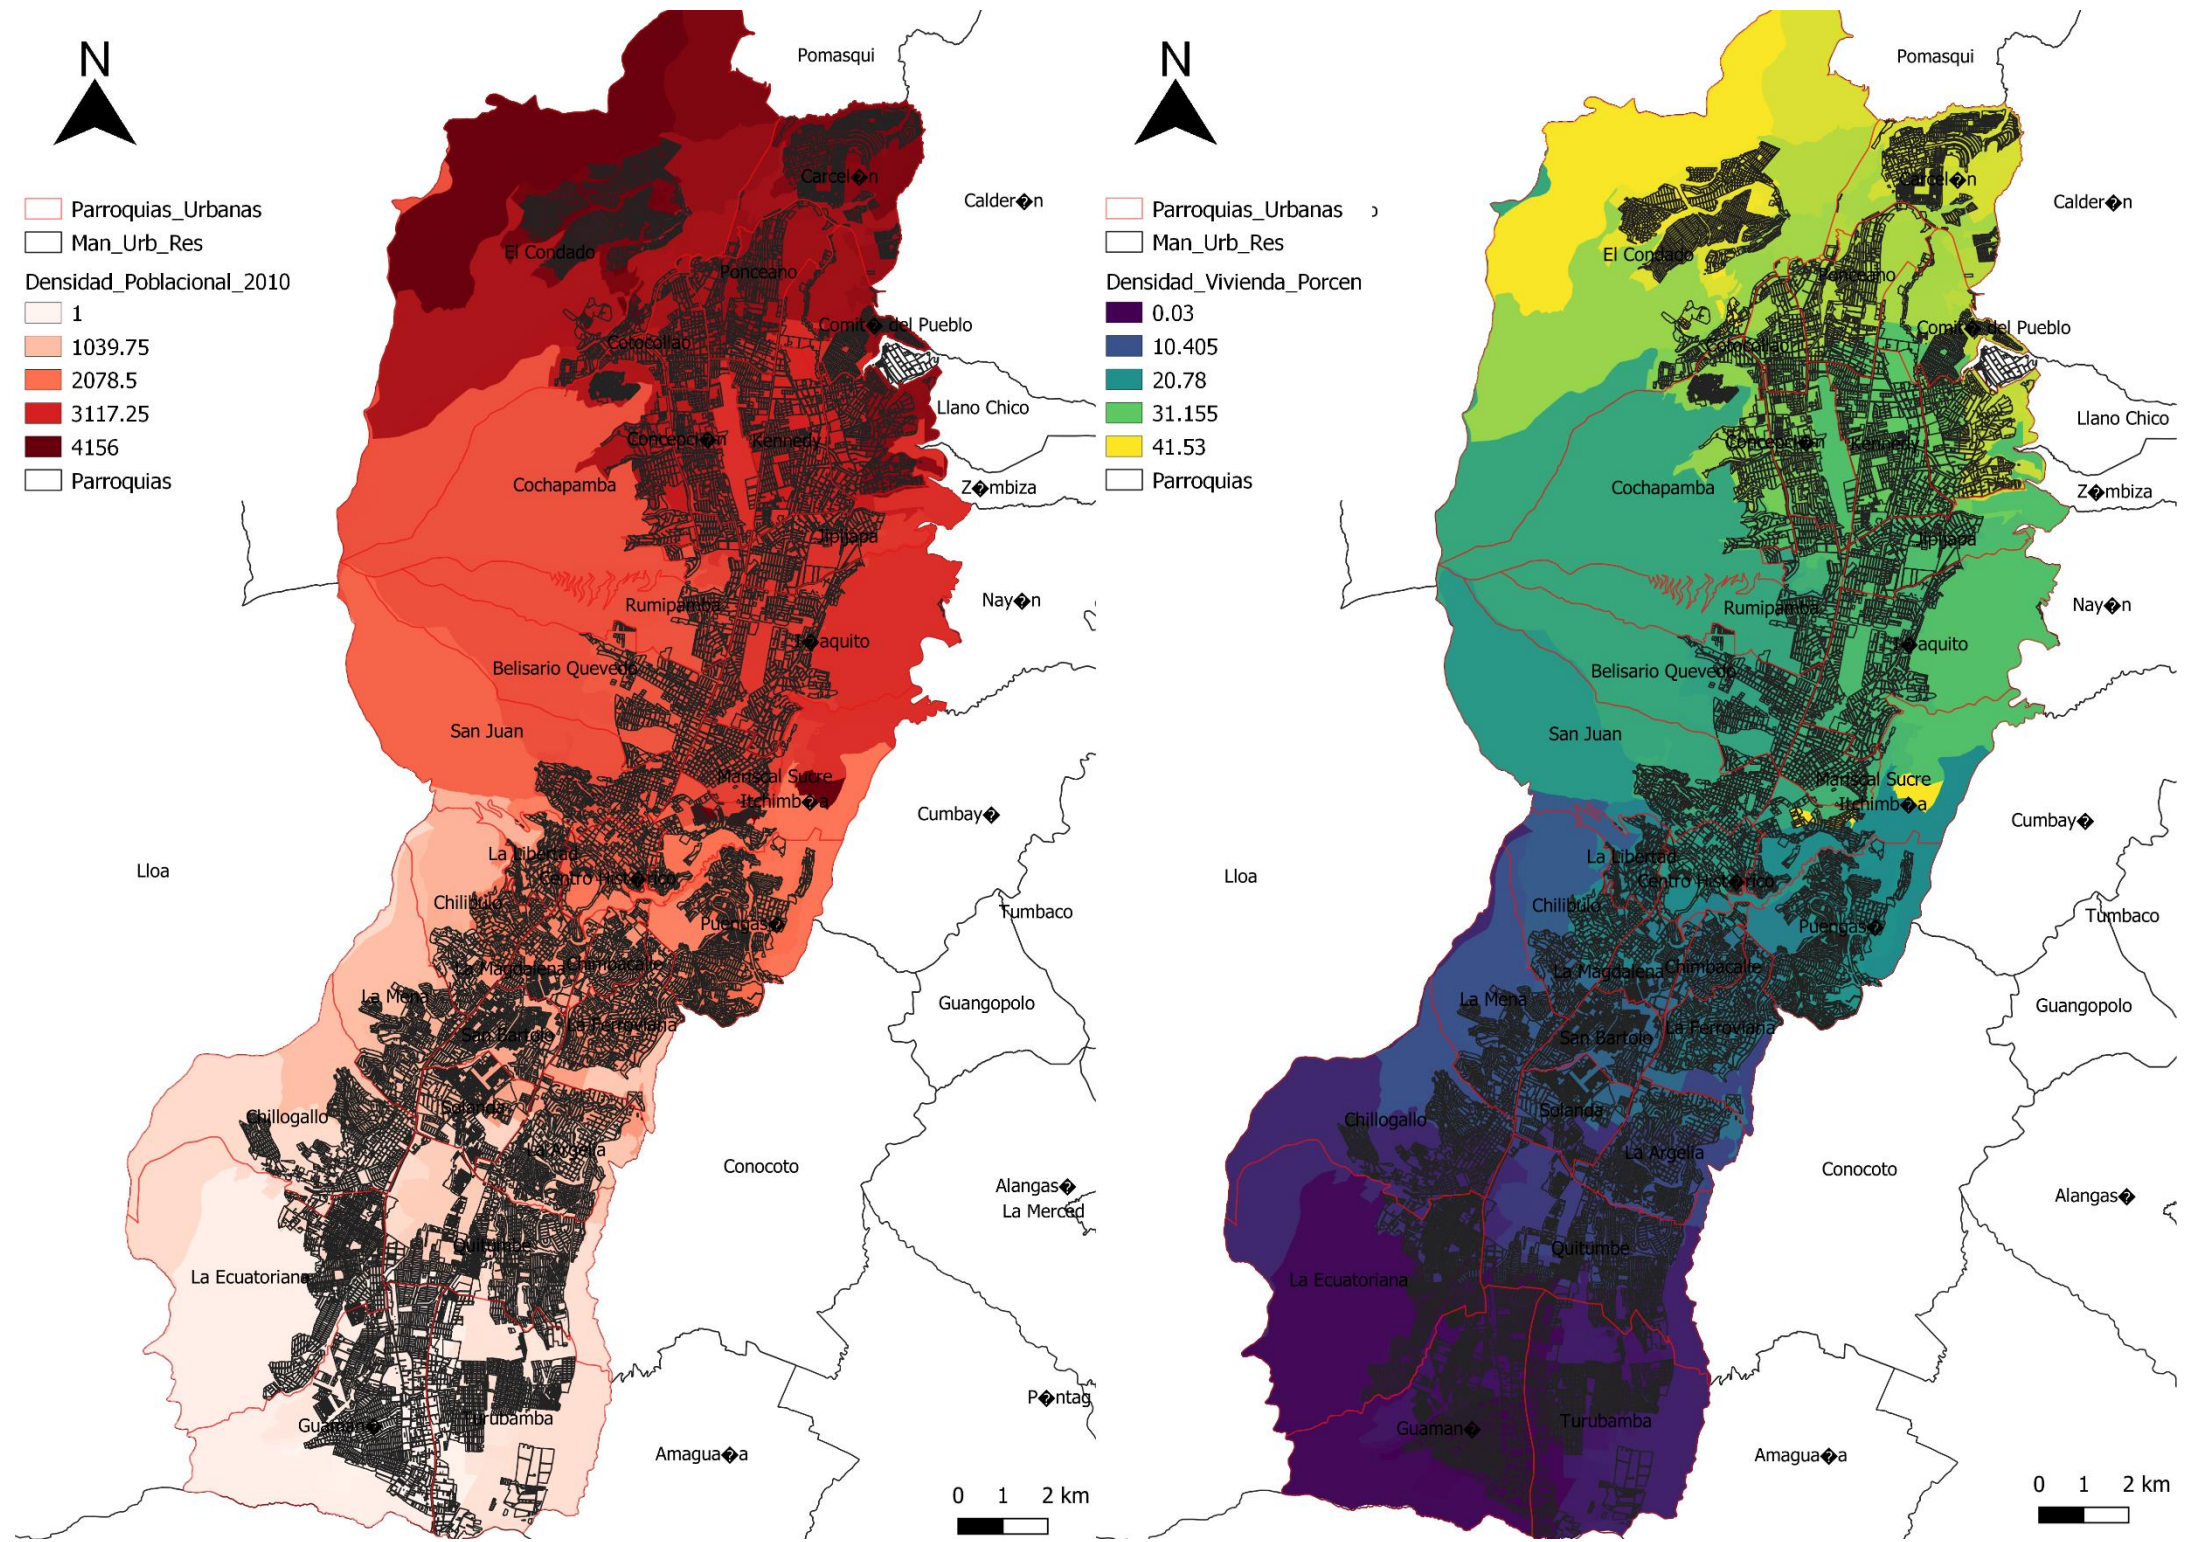 N
Parroquias_Urbanas
Man_Urb_Res
Densidad_Poblacional_2010
1
1039.75
2078.5
3117.25
4156
Parroquias
Pomasqui
Carcel�n
Calder�n
El Condado
Ponceano
Comit� del Pueblo
Cotocollao
Llano Chico
Concepci�n
Kennedy
Cochapamba
Z�mbiza
Jipijapa
Rumipamba
Nay�n
I�aquito
Belisario Quevedo
San Juan
Mariscal Sucre
Itchimb�a
Cumbay�
La Libertad
Lloa
Centro Hist�rico
Chilibulo
Tumbaco
Puengas�
La Magdalena
Chimbacalle
La Mena
Guangopolo
San Bartolo
La Ferroviaria
Chillogallo
Solanda
La Argelia
Conocoto
Alangas�
La Merced
Quitumbe
La Ecuatoriana
P�ntag
Guaman�
Turubamba
Amagua�a
0 1 2 km
N
Parroquias_Urbanas
Man_Urb_Res
Densidad_Vivienda_Porcen
0.03
10.405
20.78
31.155
41.53
Parroquias
Pomasqui
Carcel�n
Calder�n
El Condado
Ponceano
Comit� del Pueblo
Cotocollao
Llano Chico
Concepci�n
Kennedy
Cochapamba
Z�mbiza
Jipijapa
Rumipamba
Nay�n
I�aquito
Belisario Quevedo
San Juan
Mariscal Sucre
Itchimb�a
Cumbay�
La Libertad
Lloa
Centro Hist�rico
Chilibulo
Tumbaco
Puengas�
La Magdalena
Chimbacalle
La Mena
Guangopolo
San Bartolo
La Ferroviaria
Chillogallo
Solanda
La Argelia
Conocoto
Alangas�
Quitumbe
La Ecuatoriana
Guaman�
Turubamba
Amagua�a
0 1 2 km